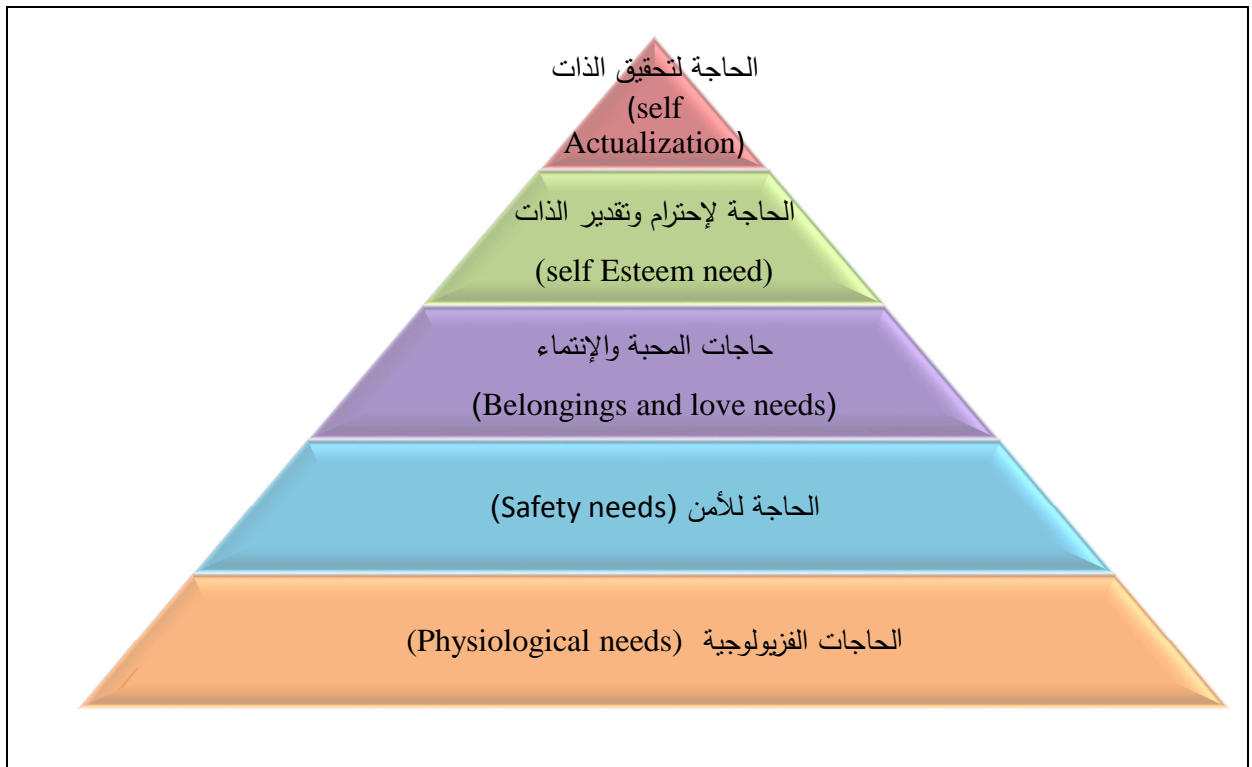 الحاجة لتحقيق الذات
(self
Actualization)
الحاجة لإحترام وتقدير الذات
(self Esteem need)
حاجات المحبة والإنتماء
(Belongings and love needs)
الحاجة للأمن (Safety needs)
الحاجات الفزيولوجية (Physiological needs)